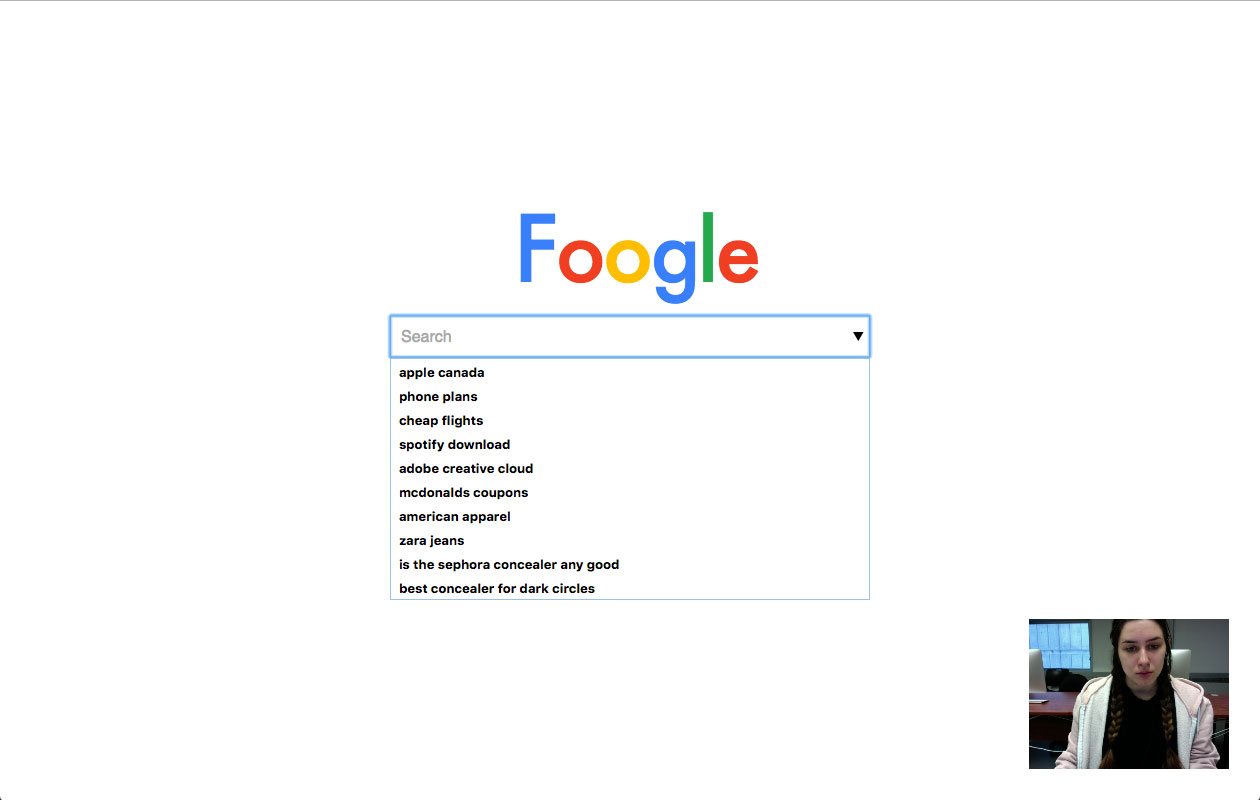 Foogle
Search
apple canada
phone plans
cheap flights
spotify download
adobe creative cloud
mcdonalds coupons
american apparel
zara jeans
is the sephora concealer any good
best concealer for dark circles